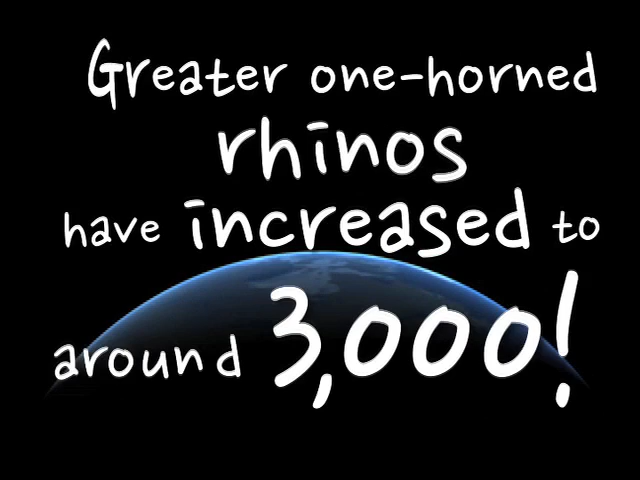 Greater one-horned
rhinos
have increased to
around 3,000!